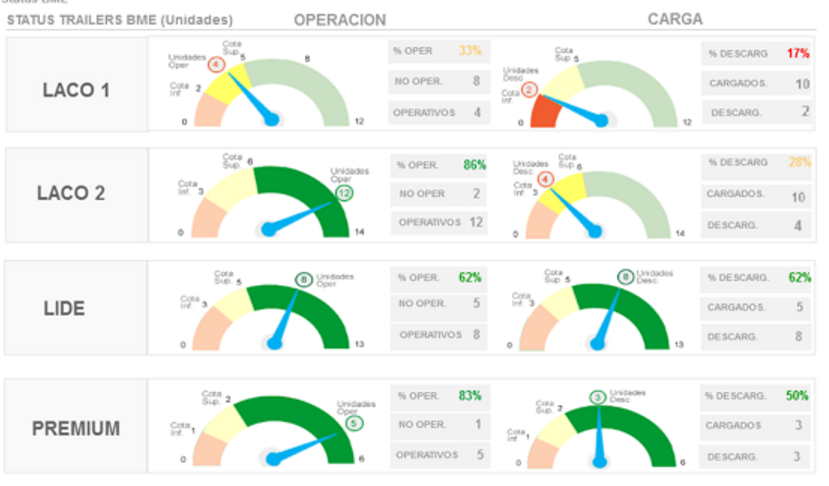 Status BME
STATUS TRAILERS BME (Unidades) OPERACION CARGA
LACO 1
Unidades Oper 4
Cota Sup. 5
Cota Inf. 2
8
0
12
% OPER 33%
NO OPER. 8
OPERATIVOS 4
Unidades Desc 2
Cota Sup 5
Cota Inf.
0
12
% DESCARG 17%
CARGADOS. 10
DESCARG. 2
LACO 2
Cota Sup. 6
Unidades Oper 12
Cota Inf. 3
0
14
% OPER. 86%
NO OPER 2
OPERATIVOS 12
Unidades Desc 4
Cota Sup. 6
Cota Inf. 3
0
14
% DESCARG 28%
CARGADOS. 10
DESCARG. 4
LIDE
Cota Sup. 5
8 Unidades Oper
Cota Inf. 3
0
13
% OPER. 62%
NO OPER. 5
OPERATIVOS 8
Cota Sup. 5
8 Unidades Desc.
Cota Inf. 3
0
13
% DESCARG. 62%
CARGADOS. 5
DESCARG. 8
PREMIUM
Cota Sup. 2
Unidades Oper 5
Cota Inf. 1
0
6
% OPER. 83%
NO OPER. 1
OPERATIVOS 5
Cota Sup. 2
3 Unidades Desc
Cota Inf. 1
0
6
% DESCARG. 50%
CARGADOS 3
DESCARG. 3